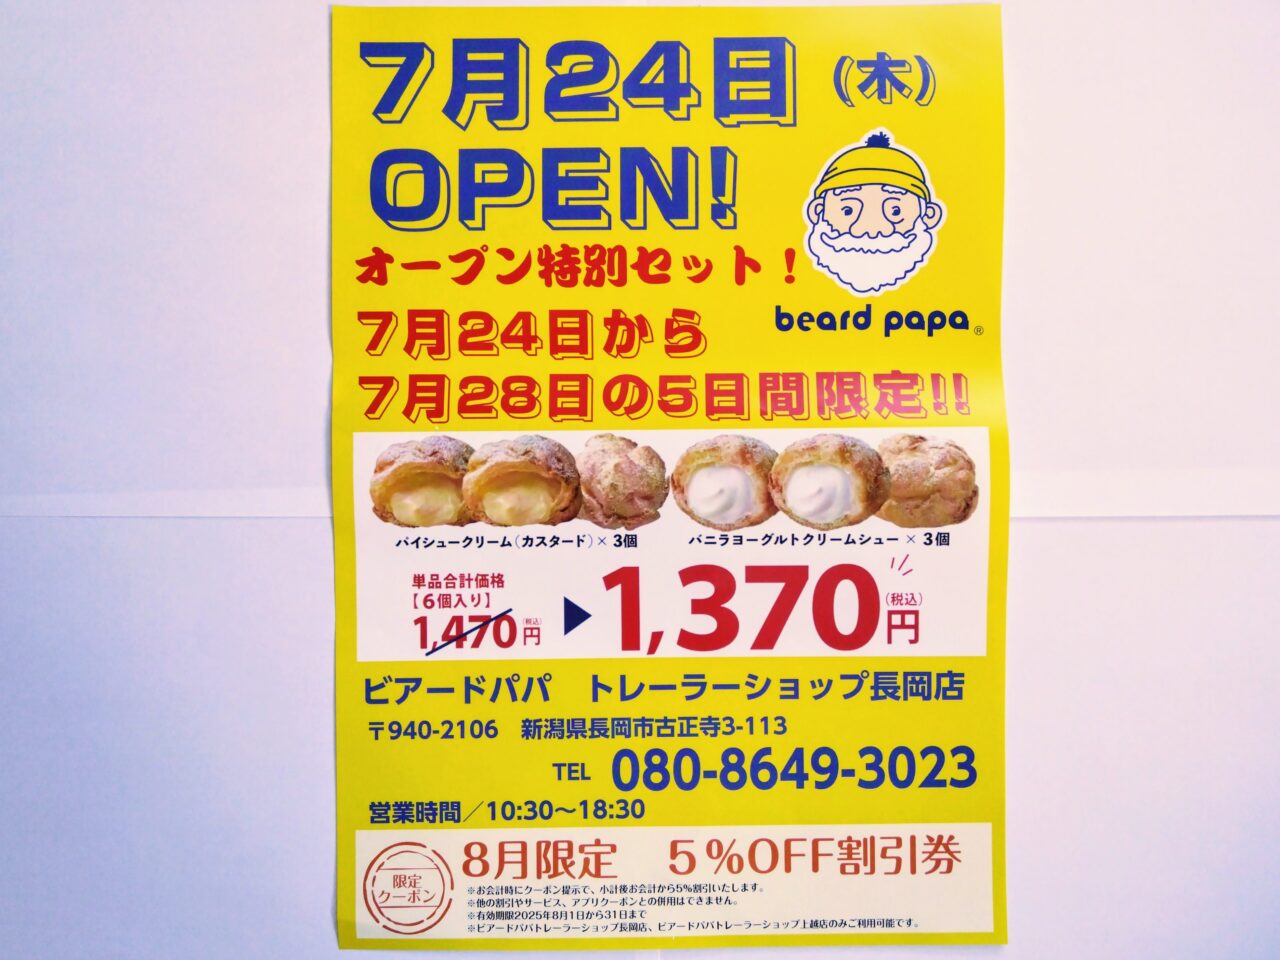 7月24日(木)
OPEN!
オープン特別セット！
beard papa®
7月24日から
7月28日の5日間限定!!
パイシュークリーム(カスタード)× 3個
バニラヨーグルトクリームシュー × 3個
単品合計価格
【6個入り】
1,470円(税込)
1,370円(税込)
ビアードパパ トレーラーショップ長岡店
〒940-2106 新潟県長岡市古正寺3-113
TEL 080-8649-3023
営業時間／10:30〜18:30
限定
クーポン
8月限定 5%OFF割引券
※お会計時にクーポン提示で、小計後お会計から5%割引いたします。
※他の割引やサービス、アプリクーポンとの併用はできません。
※有効期限2025年8月1日から31日まで
※ビアードパパトレーラーショップ長岡店、ビアードパパトレーラーショップ上越店のみご利用可能です。